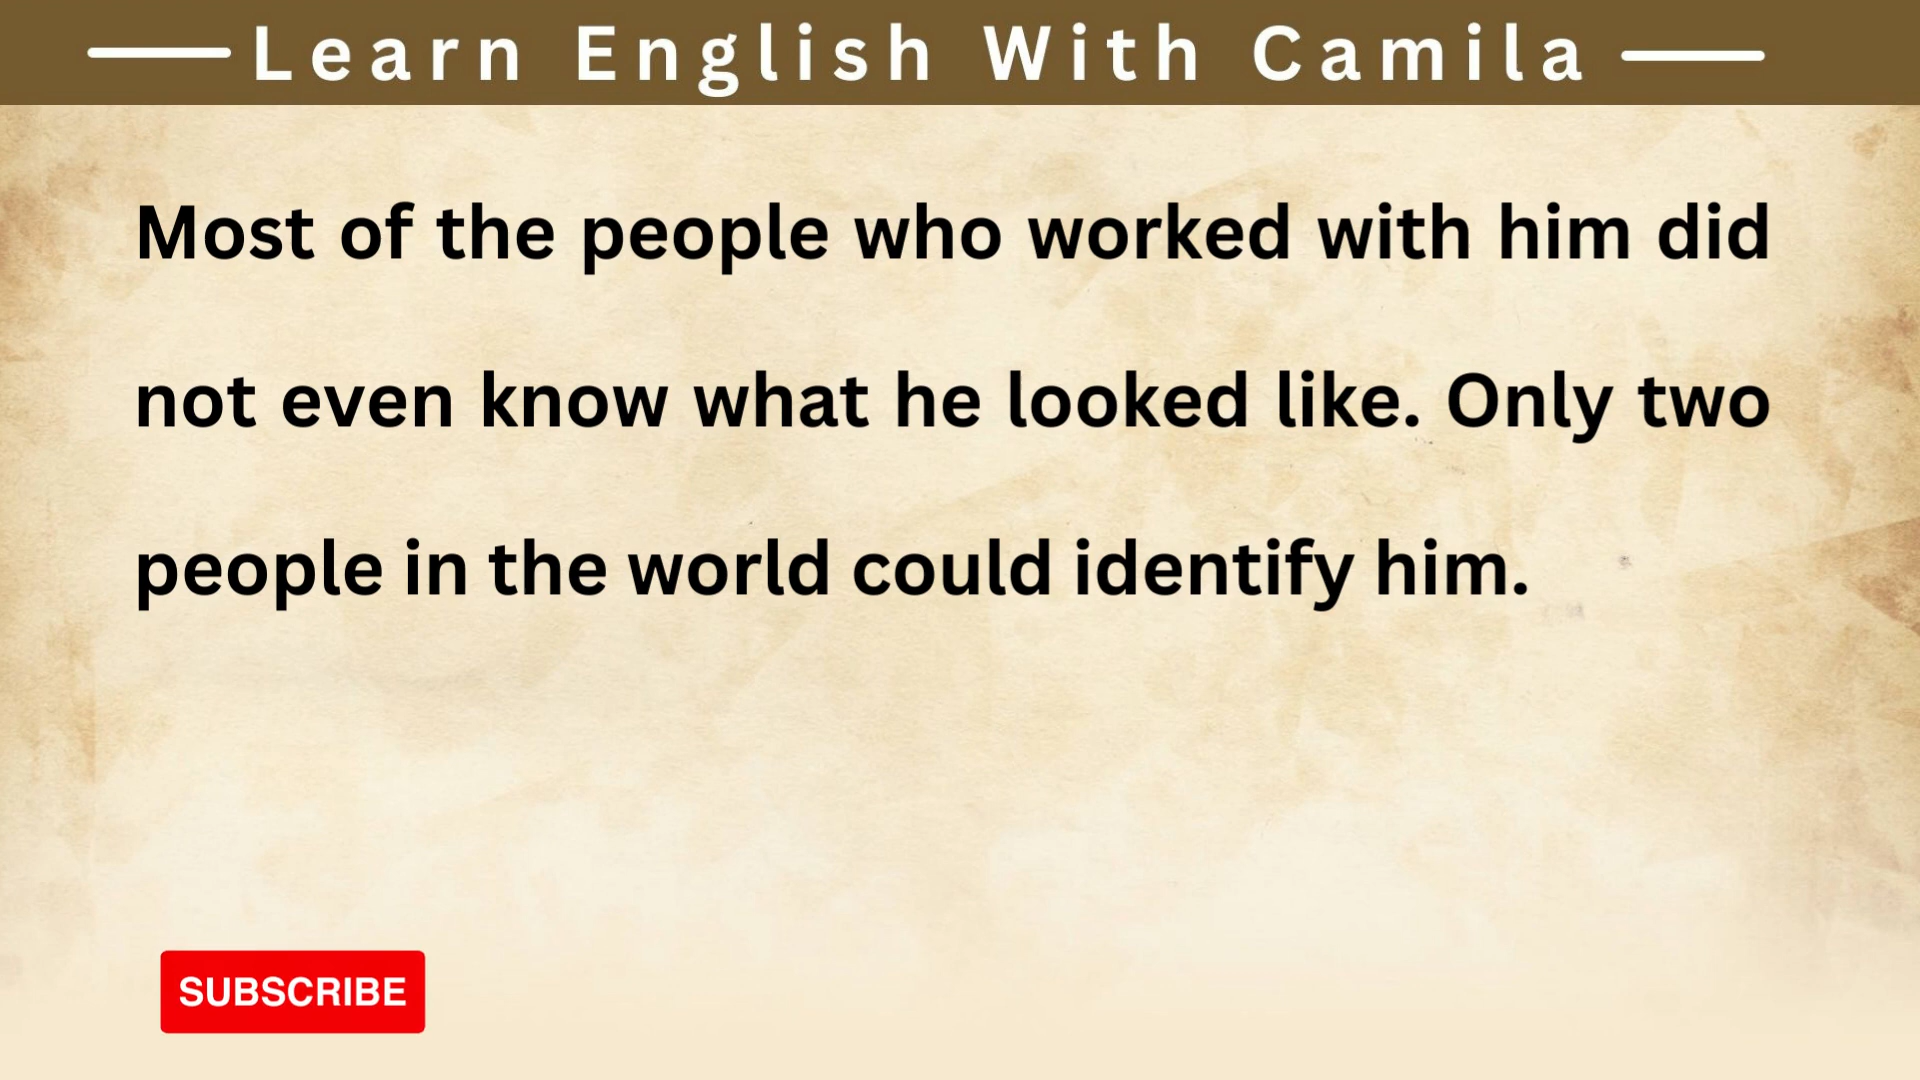 Learn English With Camila
Most of the people who worked with him did
not even know what he looked like. Only two
people in the world could identify him.
SUBSCRIBE